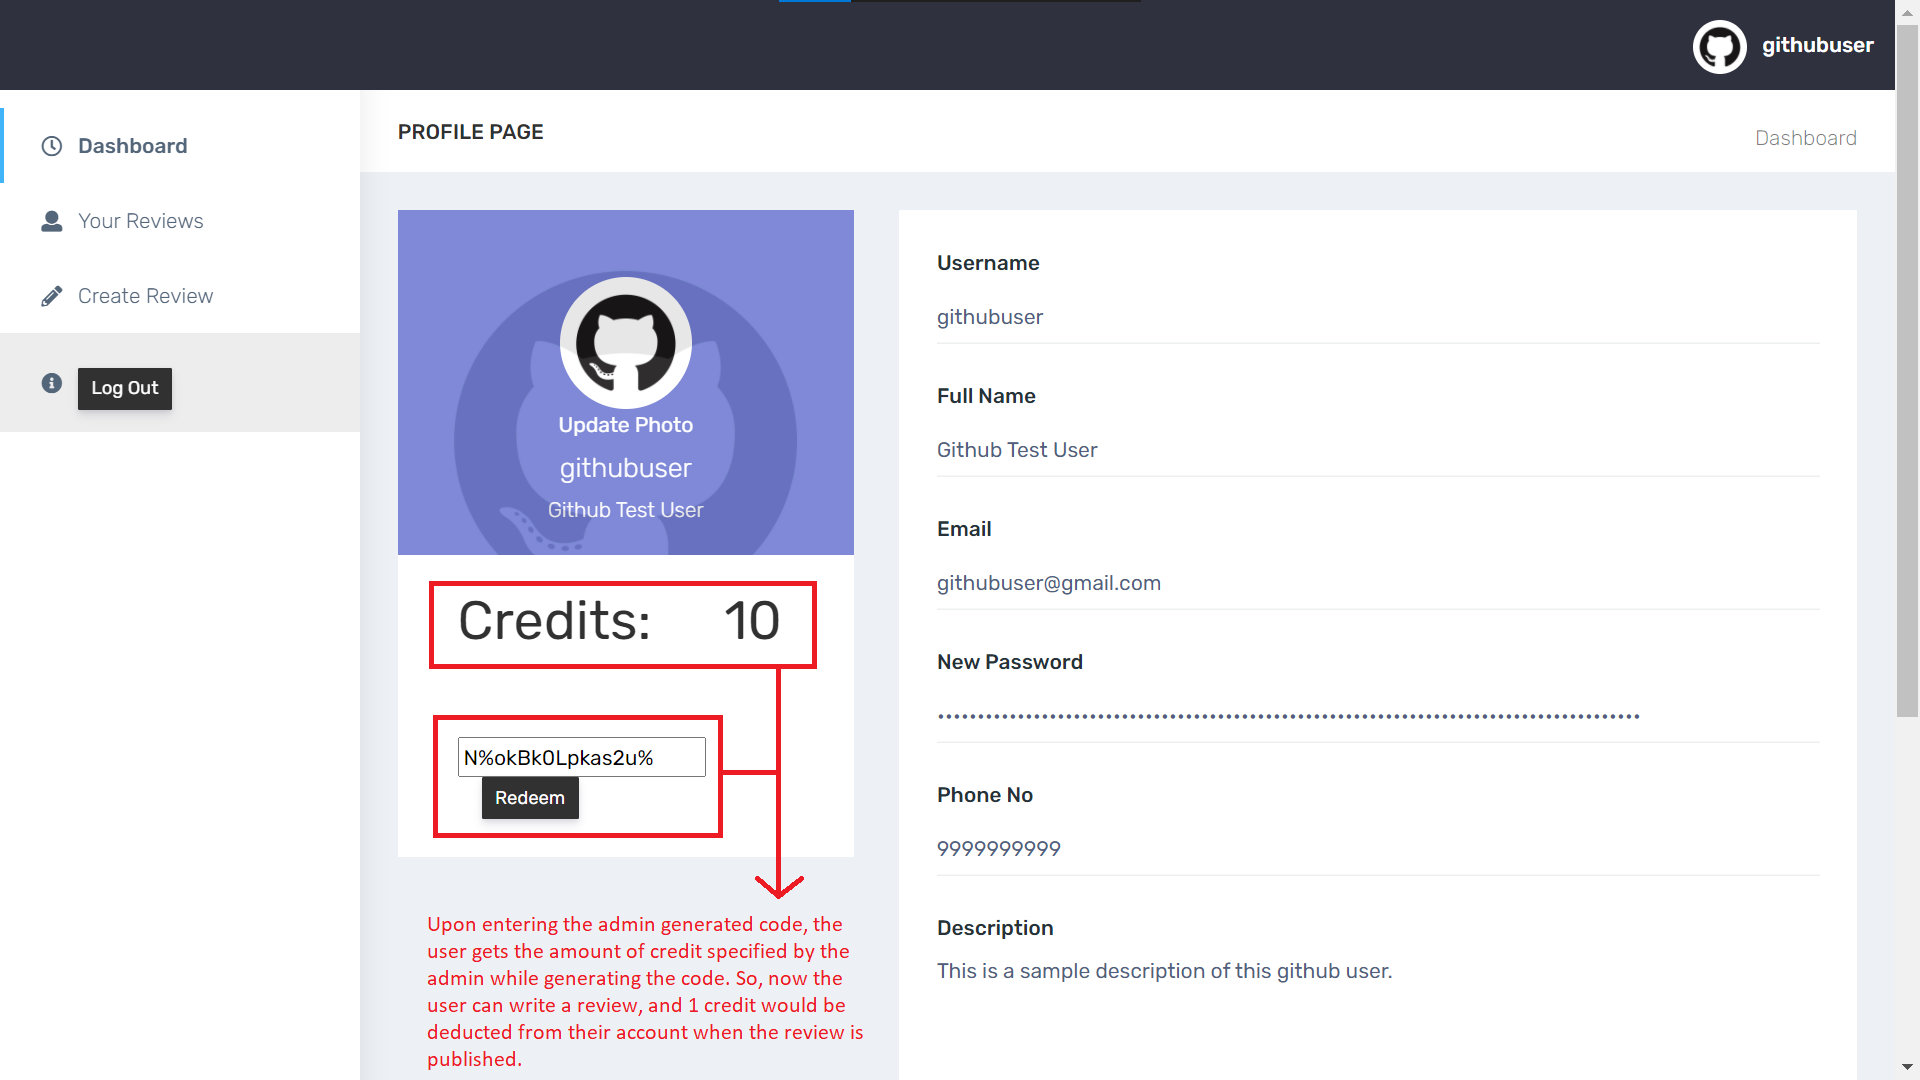 githubuser
Dashboard
Your Reviews
Create Review
Log Out
PROFILE PAGE
Dashboard
Update Photo
githubuser
Github Test User
Credits: 10
N%okBk0Lpkas2u%
Redeem
Upon entering the admin generated code, the
user gets the amount of credit specified by the
admin while generating the code. So, now the
user can write a review, and 1 credit would be
deducted from their account when the review is
published.
Username
githubuser
Full Name
Github Test User
Email
githubuser@gmail.com
New Password
Phone No
9999999999
Description
This is a sample description of this github user.